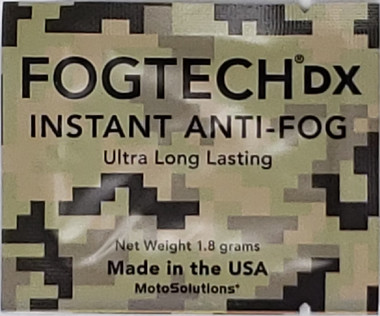 FOGTECH® DX
INSTANT ANTI-FOG
Ultra Long Lasting
Net Weight 1.8 grams
Made in the USA
MotoSolutions+